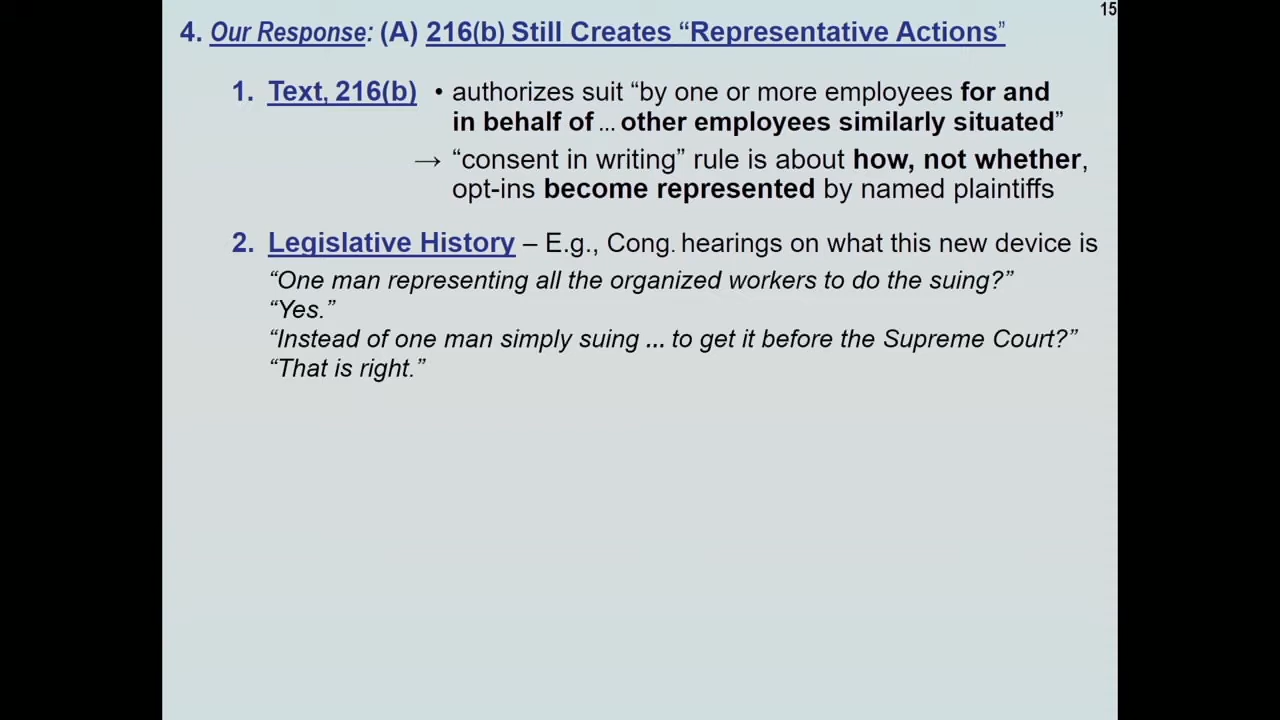 15
4. Our Response: (A) 216(b) Still Creates “Representative Actions”
1. Text, 216(b) • authorizes suit “by one or more employees for and
in behalf of ... other employees similarly situated”
→ “consent in writing” rule is about how, not whether,
opt-ins become represented by named plaintiffs
2. Legislative History – E.g., Cong. hearings on what this new device is
“One man representing all the organized workers to do the suing?”
“Yes.”
“Instead of one man simply suing ... to get it before the Supreme Court?”
“That is right.”